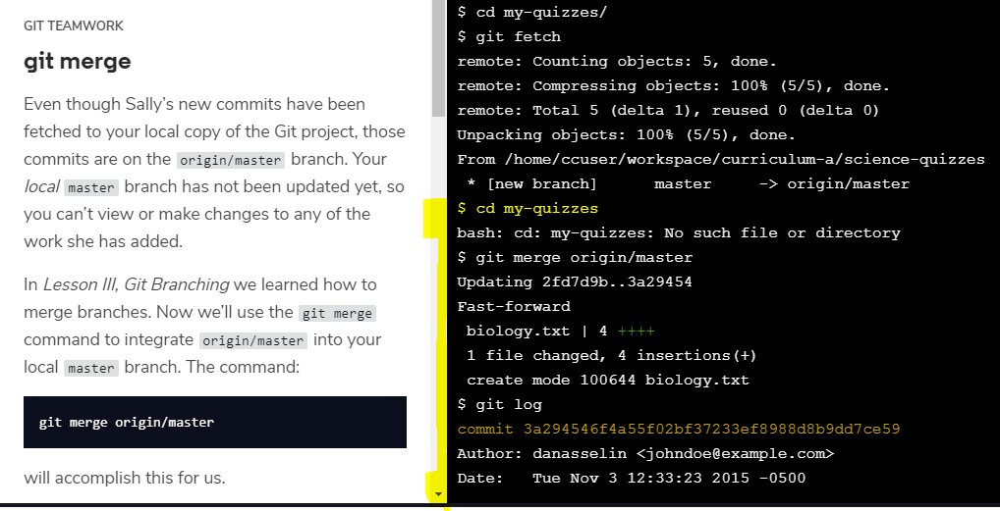 GIT TEAMWORK
git merge
Even though Sally's new commits have been
fetched to your local copy of the Git project, those
commits are on the origin/master branch. Your
local master branch has not been updated yet, so
you can't view or make changes to any of the
work she has added.
In Lesson III, Git Branching we learned how to
merge branches. Now we'll use the git merge
command to integrate origin/master into your
local master branch. The command:
git merge origin/master
will accomplish this for us.
$ cd my-quizzes/
$ git fetch
remote: Counting objects: 5, done.
remote: Compressing objects: 100% (5/5), done.
remote: Total 5 (delta 1), reused 0 (delta 0)
Unpacking objects: 100% (5/5), done.
From /home/ccuser/workspace/curriculum-a/science-quizzes
 * [new branch]      master     -> origin/master
$ cd my-quizzes
bash: cd: my-quizzes: No such file or directory
$ git merge origin/master
Updating 2fd7d9b..3a29454
Fast-forward
 biology.txt | 4 ++++
 1 file changed, 4 insertions(+)
 create mode 100644 biology.txt
$ git log
commit 3a294546f4a55f02bf37233ef8988d8b9dd7ce59
Author: danasselin <johndoe@example.com>
Date:   Tue Nov 3 12:33:23 2015 -0500